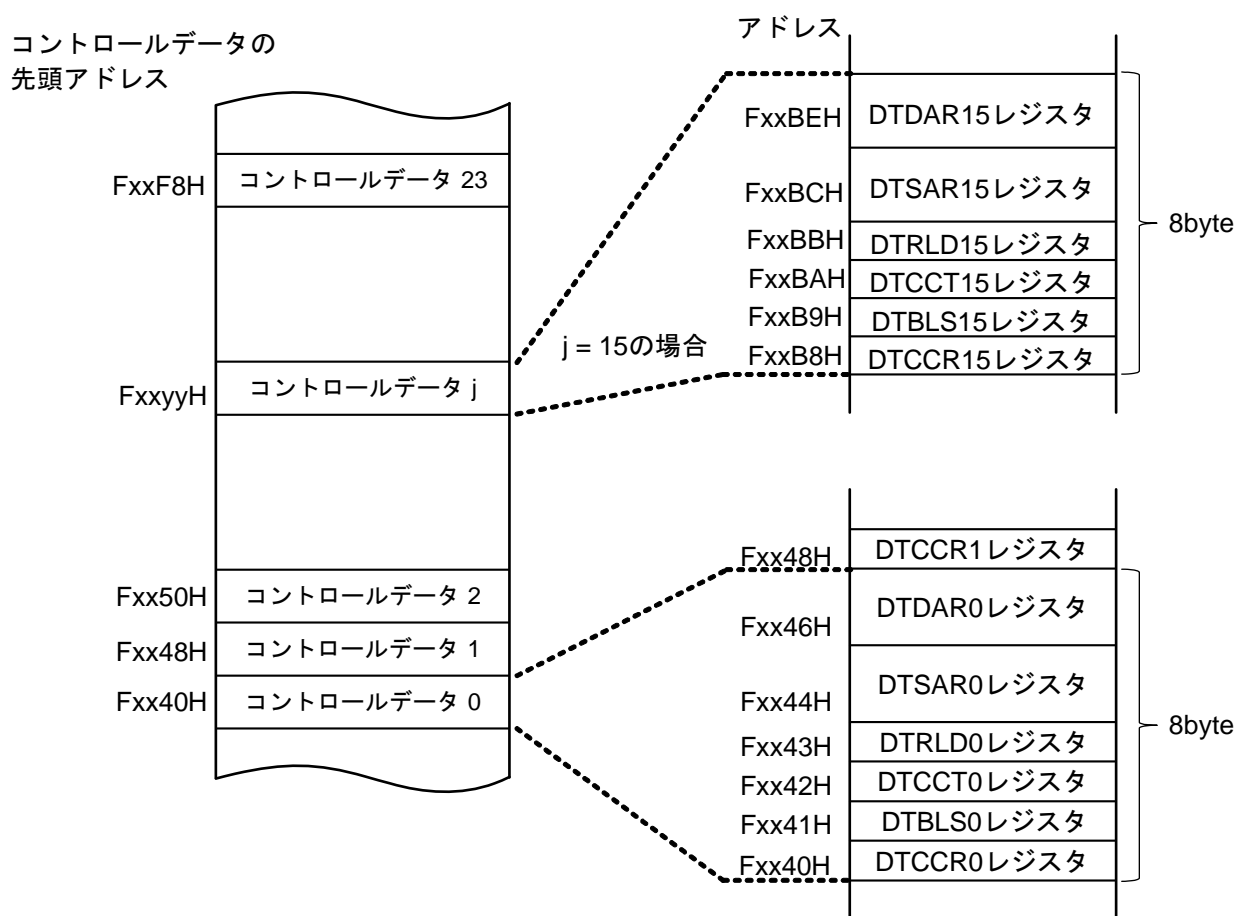 コントロールデータの
先頭アドレス
FxxF8H コントロールデータ 23
FxxyyH コントロールデータ j
Fxx50H コントロールデータ 2
Fxx48H コントロールデータ 1
Fxx40H コントロールデータ 0
j = 15の場合
アドレス
FxxBEH DTDAR15レジスタ
FxxBCH DTSAR15レジスタ
FxxBBH DTRLD15レジスタ
FxxBAH DTCCT15レジスタ
FxxB9H DTBLS15レジスタ
FxxB8H DTCCR15レジスタ
8byte
Fxx48H DTCCR1レジスタ
Fxx46H DTDAR0レジスタ
Fxx44H DTSAR0レジスタ
Fxx43H DTRLD0レジスタ
Fxx42H DTCCT0レジスタ
Fxx41H DTBLS0レジスタ
Fxx40H DTCCR0レジスタ
8byte